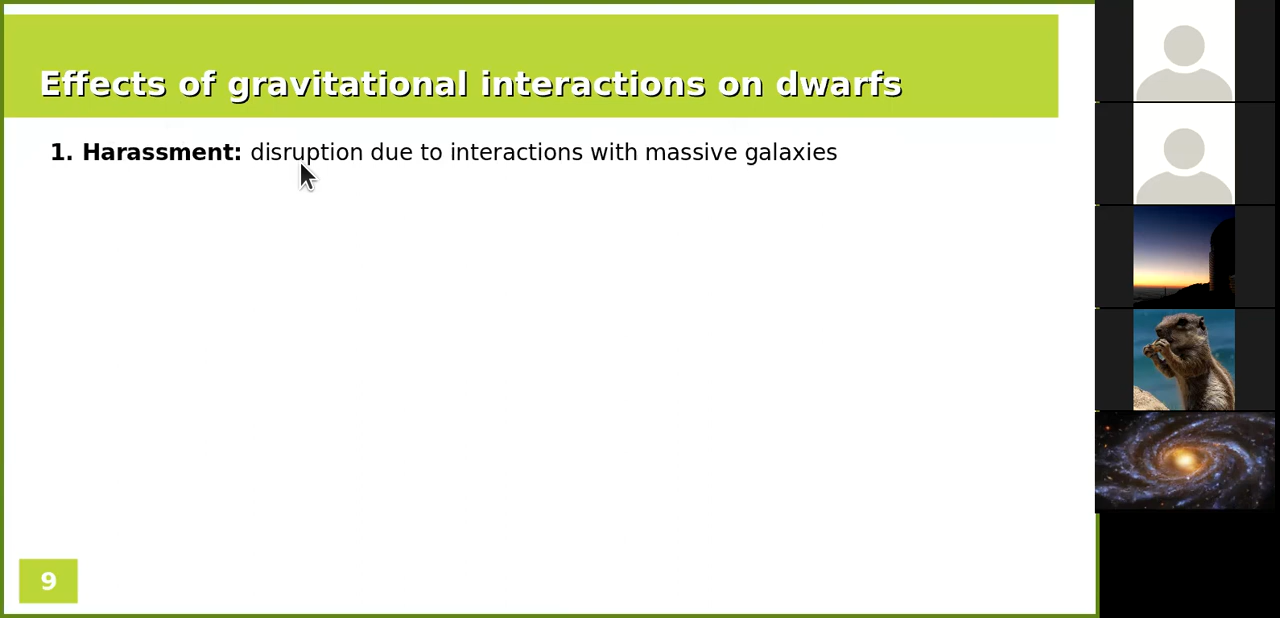 Effects of gravitational interactions on dwarfs
1. Harassment: disruption due to interactions with massive galaxies
9